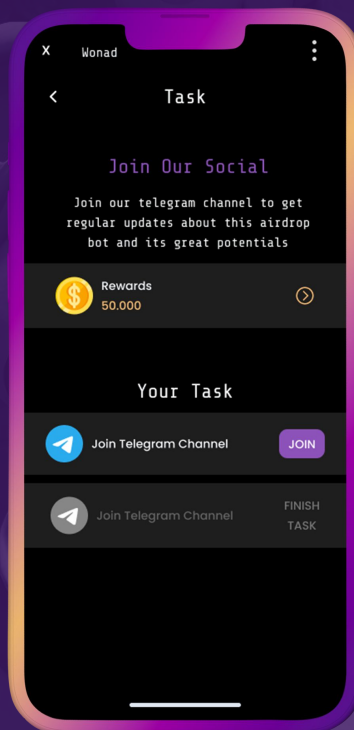 X Wonad
Task
Join Our Social
Join our telegram channel to get
regular updates about this airdrop
bot and its great potentials
Rewards
50.000
Your Task
Join Telegram Channel JOIN
Join Telegram Channel FINISH
TASK